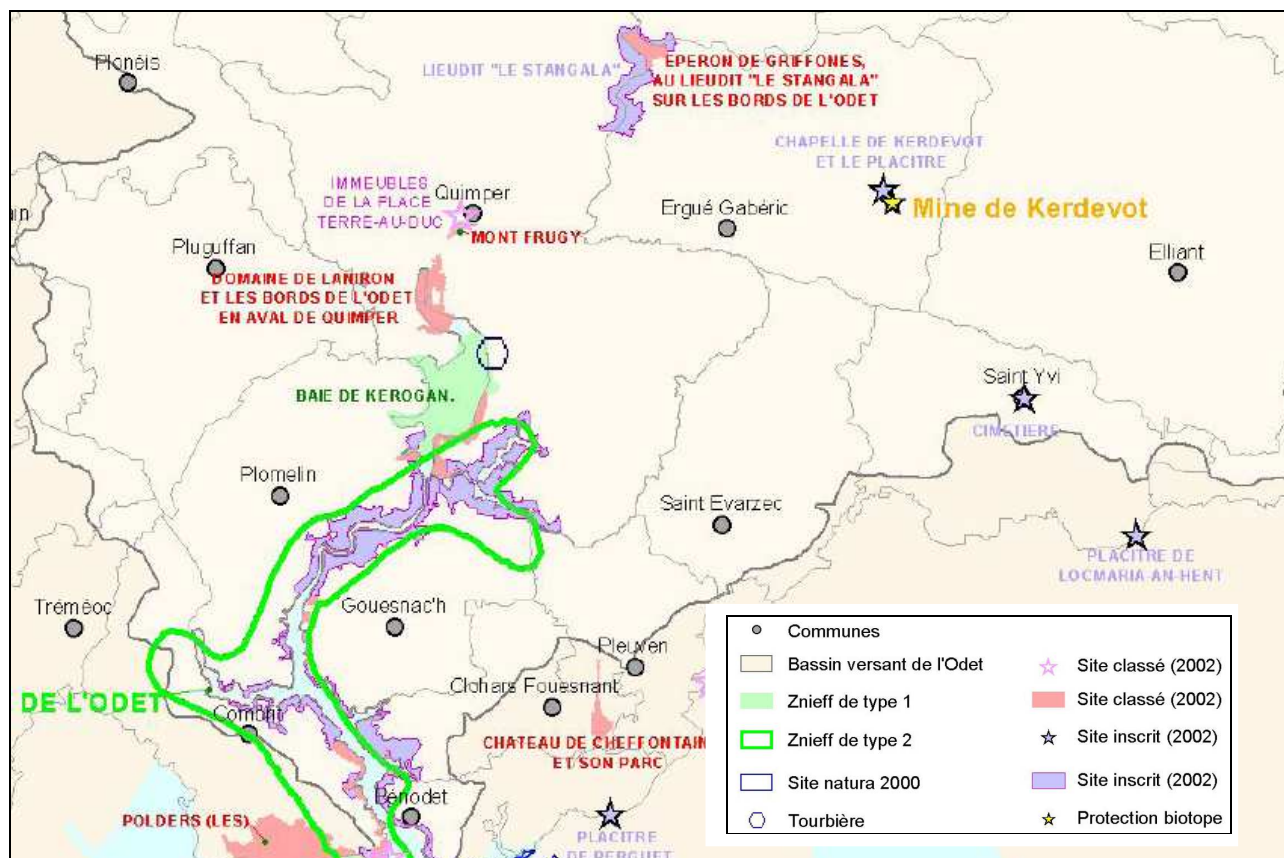 Plonéis
LIEUDIT "LE STANGALA"
EPERON DE GRIFFONES,
AU LIEUDIT "LE STANGALA"
SUR LES BORDS DE L'ODET
CHAPELLE DE KERDEVOT
ET LE PLACITRE
Mine de Kerdevot
IMMEUBLES
DE LA PLACE
TERRE-AU-DUC
Quimper
MONT FRUGY
Ergué Gabéric
Elliant
Pluguffan
DOMAINE DE LANIRON
ET LES BORDS DE L'ODET
EN AVAL DE QUIMPER
BAIE DE KEROGAN.
Saint Yvi
CIMETIERE
Plomelin
Saint Evarzec
PLACITRE DE
LOCMARIA-AN-HENT
Tréméoc
Gouesnac'h
Pleuven
Clohars Fouesnant
DE L'ODET
Combrit
CHATEAU DE CHEFFONTAIN
ET SON PARC
Bénodet
POLDERS (LES)
PLACITRE
DE PERGUET
Communes
Bassin versant de l'Odet
Znieff de type 1
Znieff de type 2
Site natura 2000
Tourbière
Site classé (2002)
Site classé (2002)
Site inscrit (2002)
Site inscrit (2002)
Protection biotope